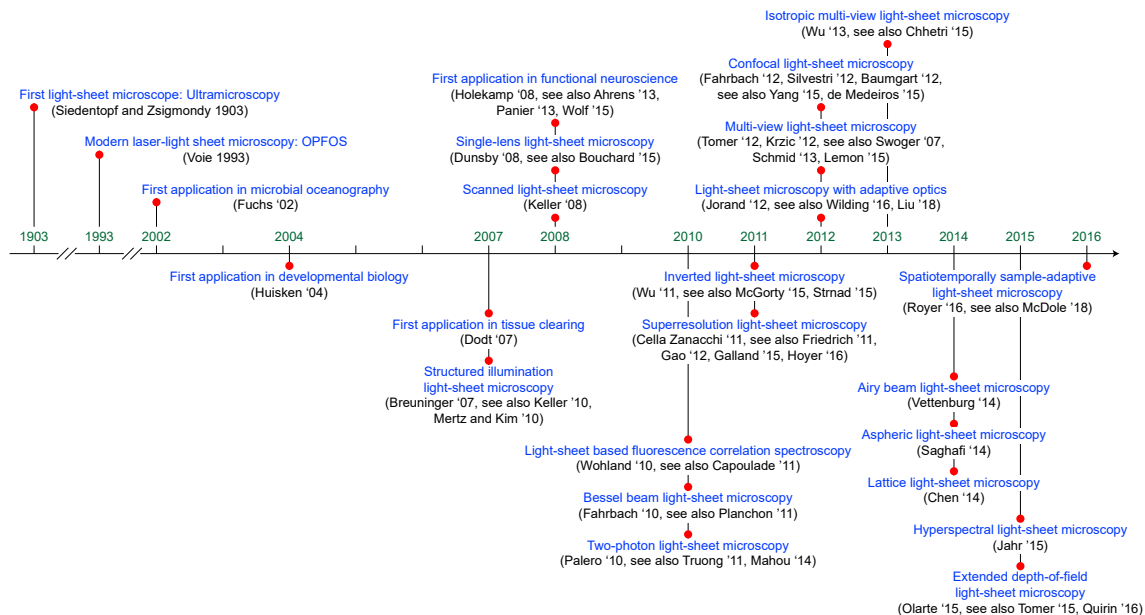 Isotropic multi-view light-sheet microscopy
(Wu ‘13, see also Chhetri ‘15)
Confocal light-sheet microscopy
(Fahrbach ‘12, Silvestri ’12, Baumgart ‘12,
see also Yang ‘15, de Medeiros ’15)
First application in functional neuroscience
(Holekamp ‘08, see also Ahrens ’13,
Panier ‘13, Wolf ’15)
First light-sheet microscope: Ultramicroscopy
(Siedentopf and Zsigmondy 1903)
Multi-view light-sheet microscopy
(Tomer ‘12, Krzic ’12, see also Swoger ‘07,
Schmid ’13, Lemon ’15)
Modern laser-light sheet microscopy: OPFOS
(Voie 1993)
Single-lens light-sheet microscopy
(Dunsby ‘08, see also Bouchard ’15)
First application in microbial oceanography
(Fuchs ‘02)
Scanned light-sheet microscopy
(Keller ‘08)
Light-sheet microscopy with adaptive optics
(Jorand ‘12, see also Wilding ‘16, Liu ‘18)
1903 1993 2002 2004 2007 2008 2010 2011 2012 2013 2014 2015 2016
First application in developmental biology
(Huisken ‘04)
Inverted light-sheet microscopy
(Wu ‘11, see also McGorty ‘15, Strnad ’15)
Spatiotemporally sample-adaptive
light-sheet microscopy
(Royer ‘16, see also McDole ‘18)
First application in tissue clearing
(Dodt ‘07)
Superresolution light-sheet microscopy
(Cella Zanacchi ‘11, see also Friedrich ‘11,
Gao ‘12, Galland ’15, Hoyer ‘16)
Structured illumination
light-sheet microscopy
(Breuninger ‘07, see also Keller ’10,
Mertz and Kim ’10)
Airy beam light-sheet microscopy
(Vettenburg ‘14)
Aspheric light-sheet microscopy
(Saghafi ‘14)
Light-sheet based fluorescence correlation spectroscopy
(Wohland ‘10, see also Capoulade ‘11)
Lattice light-sheet microscopy
(Chen ‘14)
Bessel beam light-sheet microscopy
(Fahrbach ‘10, see also Planchon ’11)
Hyperspectral light-sheet microscopy
(Jahr ’15)
Two-photon light-sheet microscopy
(Palero ‘10, see also Truong ’11, Mahou ‘14)
Extended depth-of-field
light-sheet microscopy
(Olarte ‘15, see also Tomer ‘15, Quirin ‘16)